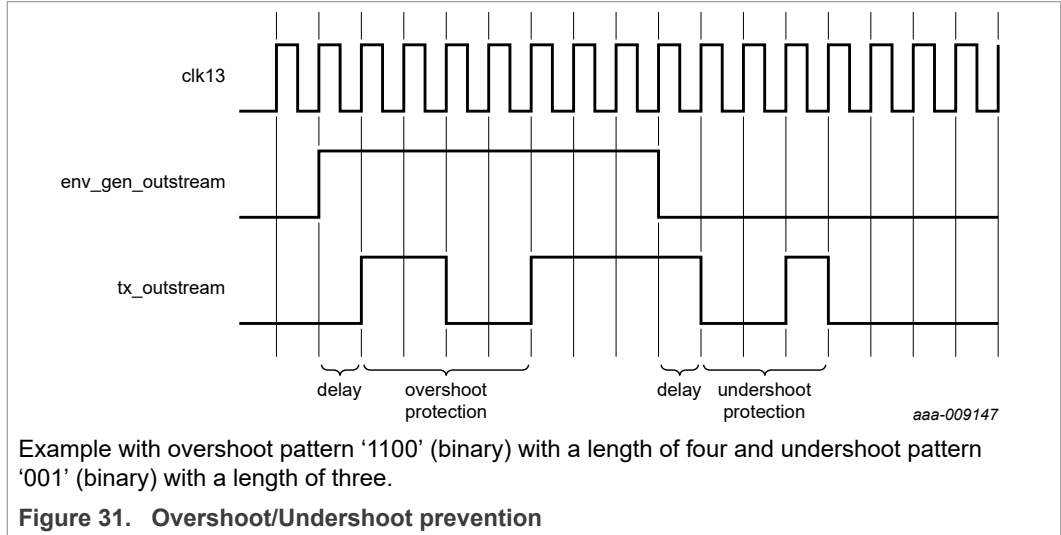 clk13
env_gen_outstream
tx_outstream
delay
overshoot
protection
delay
undershoot
protection
aaa-009147
Example with overshoot pattern ‘1100’ (binary) with a length of four and undershoot pattern
‘001’ (binary) with a length of three.
Figure 31. Overshoot/Undershoot prevention